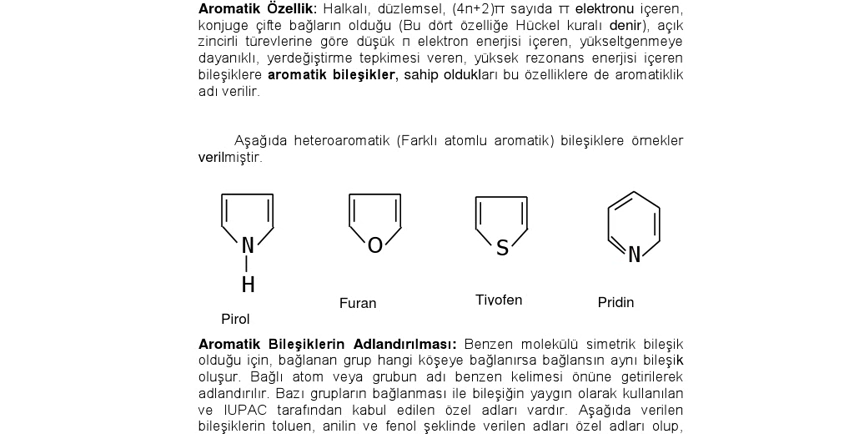 Aromatik Özellik: Halkalı, düzlemsel, (4n+2)π sayıda π elektronu içeren,
konjuge çifte bağların olduğu (Bu dört özelliğe Hückel kuralı denir), açık
zincirli türevlerine göre düşük п elektron enerjisi içeren, yükseltgenmeye
dayanıklı, yerdeğiştirme tepkimesi veren, yüksek rezonans enerjisi içeren
bileşiklere aromatik bileşikler, sahip oldukları bu özelliklere de aromatiklik
adı verilir.
Aşağıda heteroaromatik (Farklı atomlu aromatik) bileşiklere örnekler
verilmiştir.
N
H
O
S
N
Pirol
Furan
Tiyofen
Pridin
Aromatik Bileşiklerin Adlandırılması: Benzen molekülü simetrik bileşik
olduğu için, bağlanan grup hangi köşeye bağlanırsa bağlansın aynı bileşik
oluşur. Bağlı atom veya grubun adı benzen kelimesi önüne getirilerek
adlandırılır. Bazı grupların bağlanması ile bileşiğin yaygın olarak kullanılan
ve IUPAC tarafından kabul edilen özel adları vardır. Aşağıda verilen
bileşiklerin toluen, anilin ve fenol şeklinde verilen adları özel adları olup,